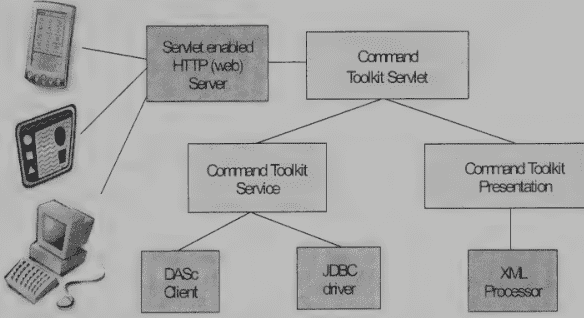 Servlet enabled
HTTP (web)
Server
Command
Toolkit Servlet
Command Toolkit
Service
Command Toolkit
Presentation
DASc
Client
JDBC
driver
XML
Processor